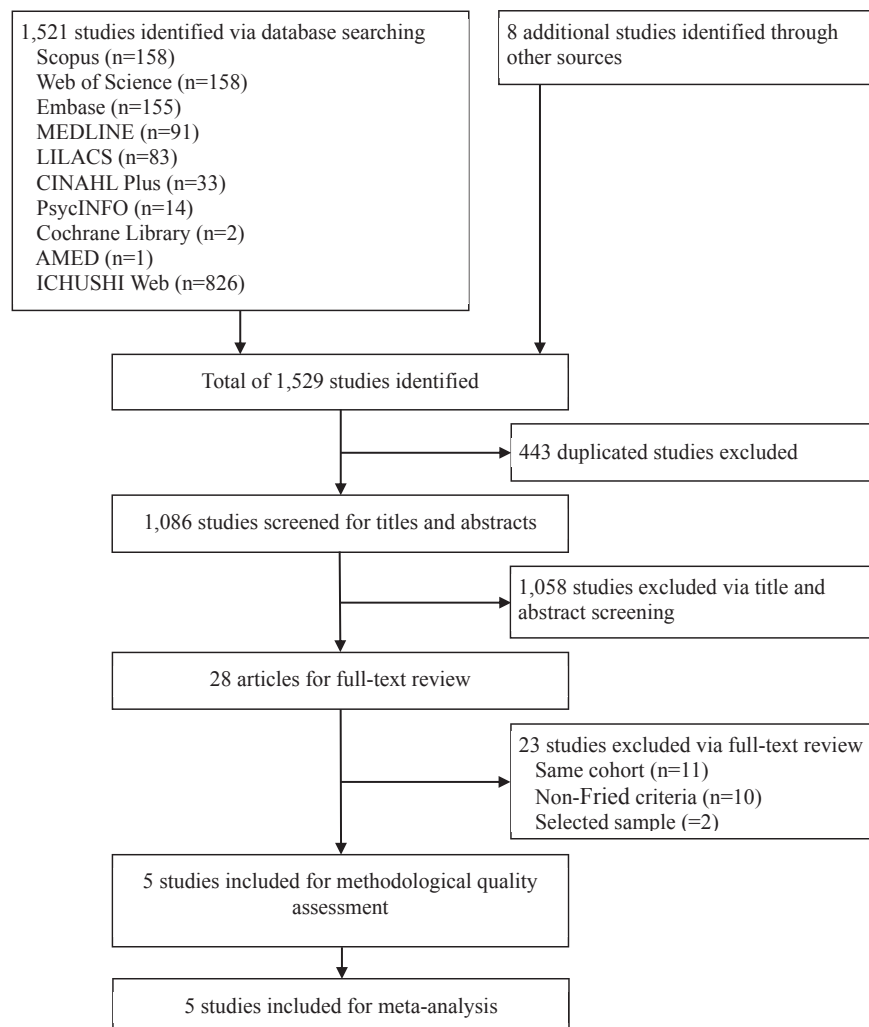 1,521 studies identified via database searching
Scopus (n=158)
Web of Science (n=158)
Embase (n=155)
MEDLINE (n=91)
LILACS (n=83)
CINAHL Plus (n=33)
PsycINFO (n=14)
Cochrane Library (n=2)
AMED (n=1)
ICHUSHI Web (n=826)
8 additional studies identified through
other sources
Total of 1,529 studies identified
443 duplicated studies excluded
1,086 studies screened for titles and abstracts
1,058 studies excluded via title and
abstract screening
28 articles for full-text review
23 studies excluded via full-text review
Same cohort (n=11)
Non-Fried criteria (n=10)
Selected sample (=2)
5 studies included for methodological quality
assessment
5 studies included for meta-analysis